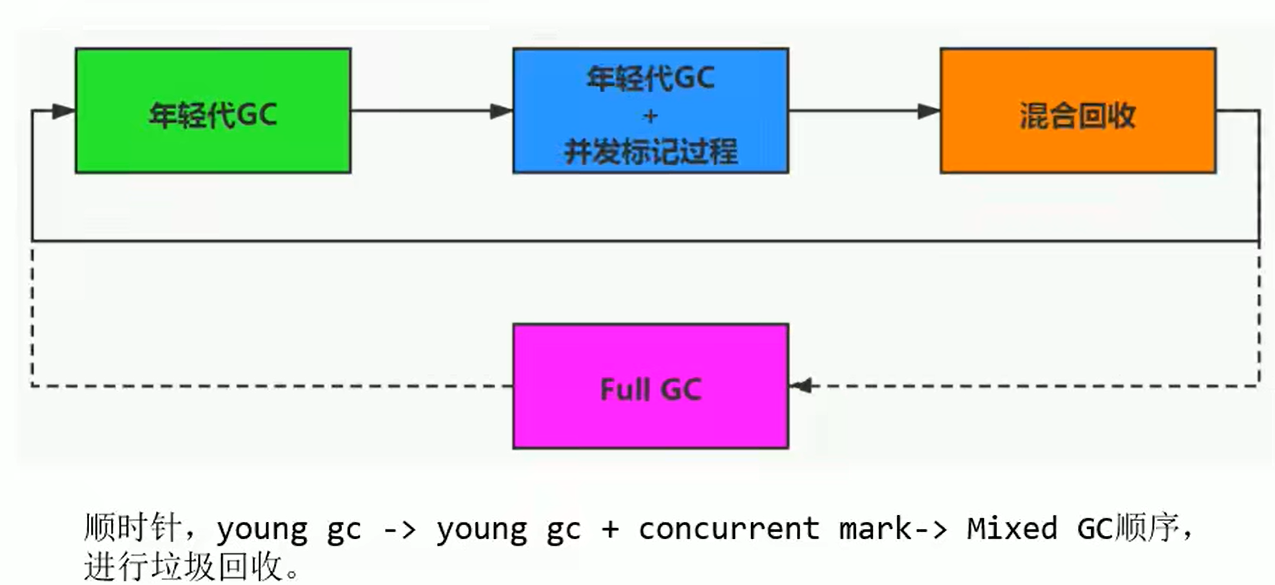 年轻代GC
年轻代GC
+
并发标记过程
混合回收
Full GC
顺时针，young gc -> young gc + concurrent mark-> Mixed GC顺序，
进行垃圾回收。